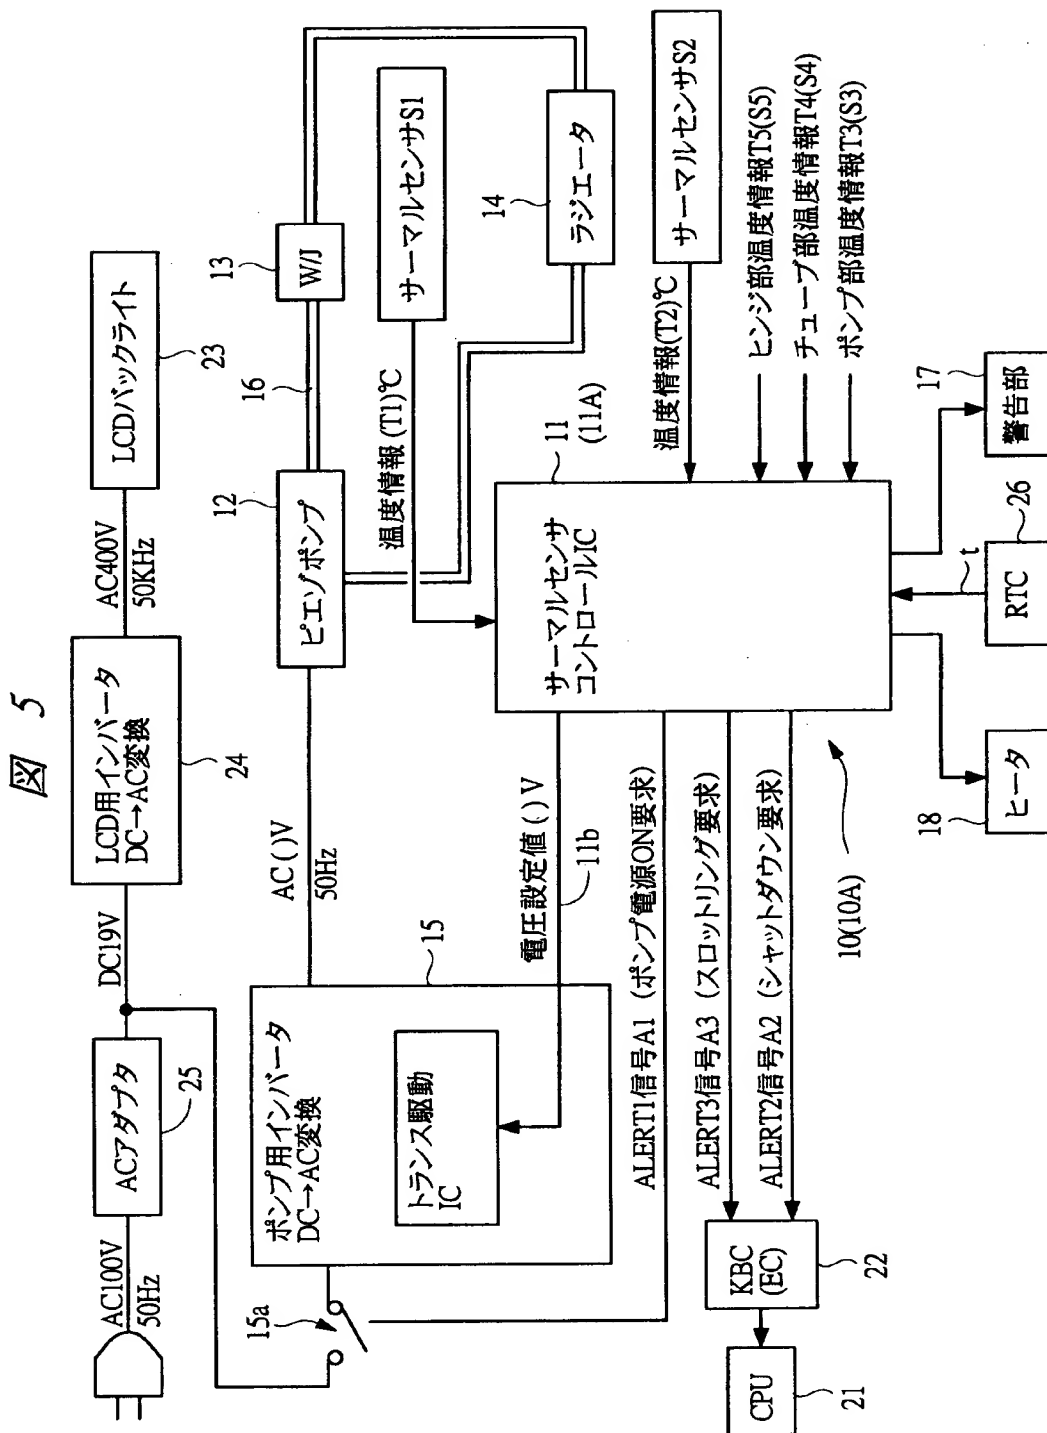 図 5
AC100V
50Hz
ACアダプタ
25
DC19V
LCD用インバータ
DC→AC変換
24
AC400V
50KHz
LCDバックライト
23
15a
ポンプ用インバータ
DC→AC変換
15
トランス駆動
IC
AC( )V
50Hz
ピエゾポンプ
12
16
W/J
13
温度情報(T1)℃
サーマルセンサS1
ラジエータ
14
電圧設定値( )V
11b
サーマルセンサ
コントロールIC
11
(11A)
温度情報(T2)℃
サーマルセンサS2
ヒンジ部温度情報T5(S5)
チューブ部温度情報T4(S4)
ポンプ部温度情報T3(S3)
ALERT1信号A1(ポンプ電源ON要求)
ALERT3信号A3(スロットリング要求)
ALERT2信号A2(シャットダウン要求)
KBC
(EC)
22
CPU
21
10(10A)
ヒータ
18
RTC
26
t
警告部
17